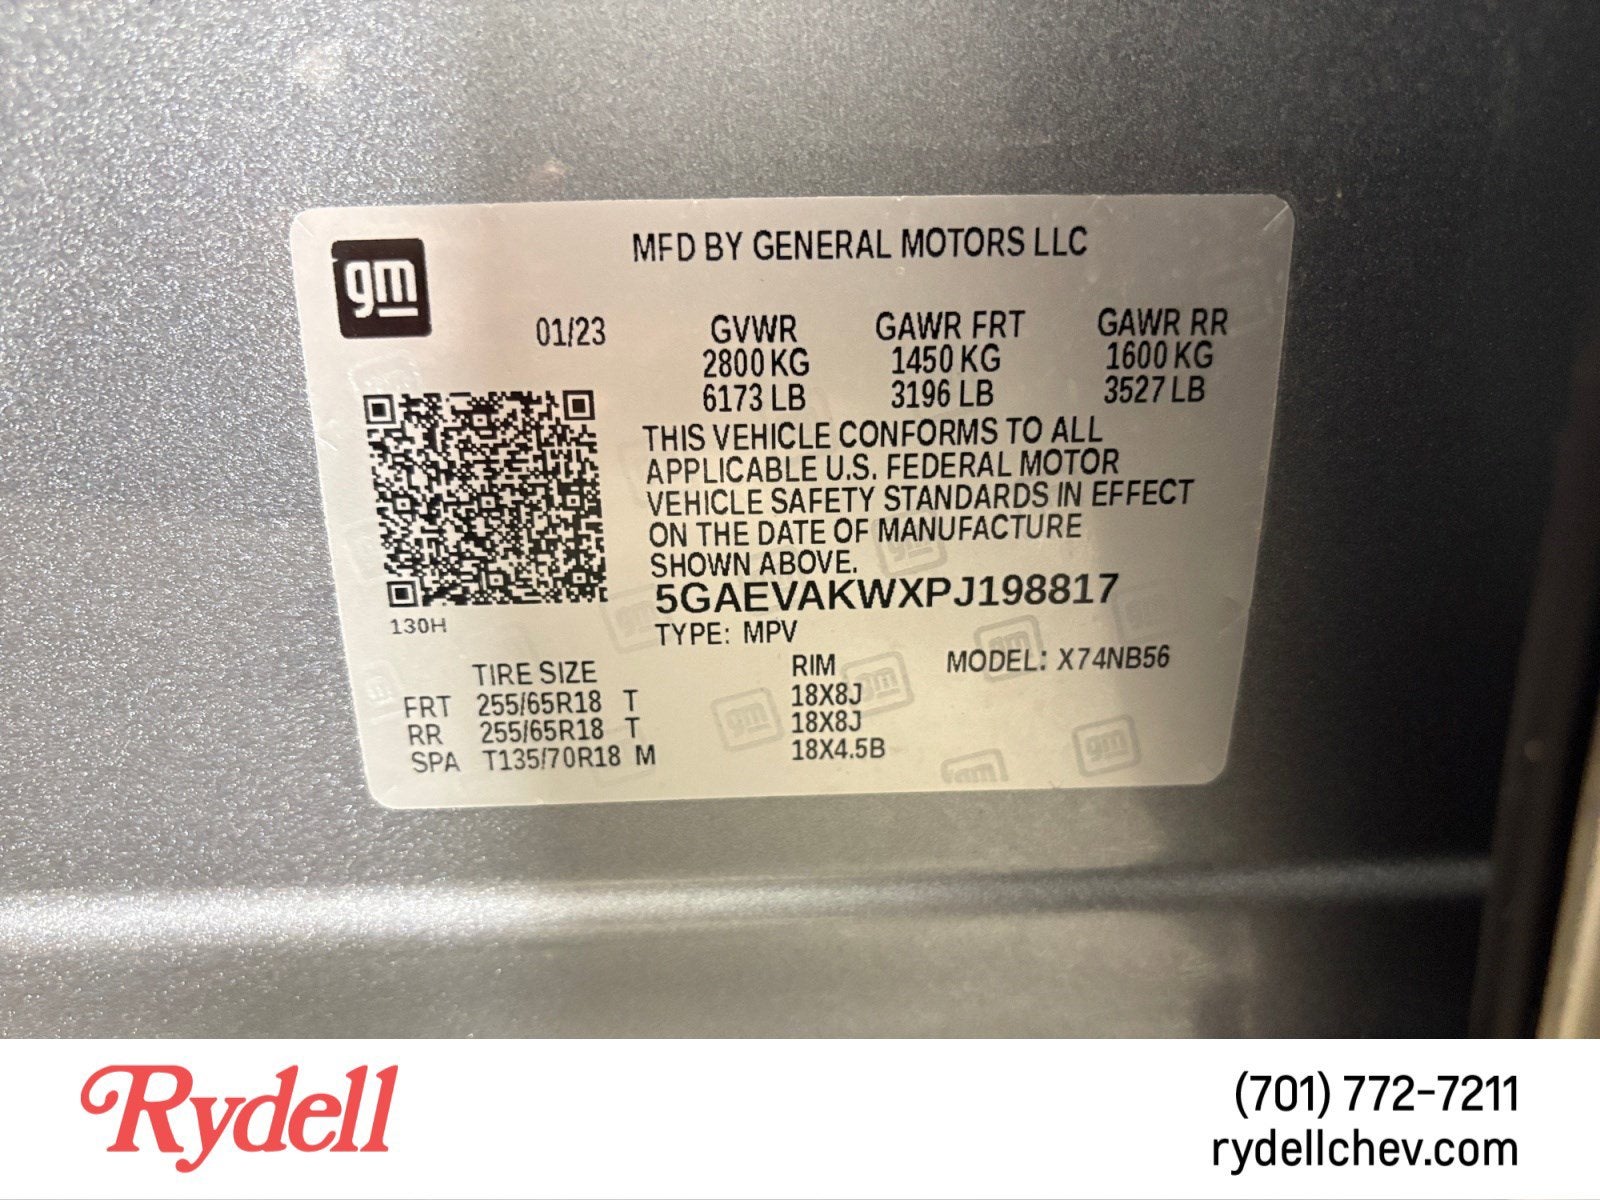 gm
MFD BY GENERAL MOTORS LLC
01/23 GVWR GAWR FRT GAWR RR
2800 KG 1450 KG 1600 KG
6173 LB 3196 LB 3527 LB
THIS VEHICLE CONFORMS TO ALL
APPLICABLE U.S. FEDERAL MOTOR
VEHICLE SAFETY STANDARDS IN EFFECT
ON THE DATE OF MANUFACTURE
SHOWN ABOVE.
5GAEVAKWXPJ198817
130H
TYPE: MPV
TIRE SIZE RIM MODEL: X74NB56
FRT 255/65R18 T 18X8J
RR 255/65R18 T 18X8J
SPA T135/70R18 M 18X4.5B
Rydell
(701) 772-7211
rydellchev.com